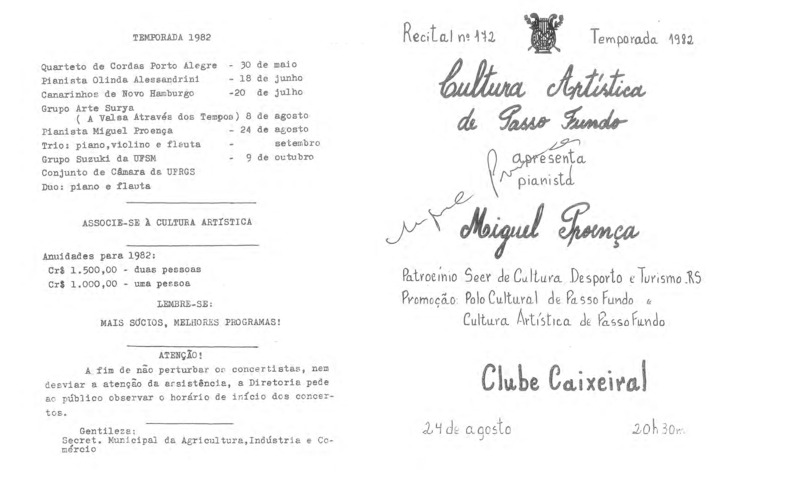 TEMPORADA 1982
Quarteto de Cordas Porto Alegre - 30 de maio
Pianista Olinda Alessandrini - 18 de junho
Canarinhos de Novo Hamburgo -20 de julho
Grupo Arte Surya
( A Valsa Através dos Tempos) 8 de agosto
Pianista Miguel Proença - 24 de agosto
Trio: piano,violino e flauta - setembro
Grupo Suzuki da UFSM - 9 de outubro
Conjunto de Câmara da UFRGS
Duo: piano e flauta
ASSOCIE-SE À CULTURA ARTÍSTICA
Anuidades para 1982:
Cr$ 1.500,00 - duas pessoas
Cr$ 1.000,00 - uma pessoa
LEMBRE-SE:
MAIS SÓCIOS, MELHORES PROGRAMAS!
ATENÇÃO!
A fim de não perturbar os concertistas, nem
desviar a atenção da assistência, a Diretoria pede
ao público observar o horário de início dos concer-
tos.
Gentileza:
Secret. Municipal da Agricultura,Indústria e Co-
mércio
Recital nº 172 Temporada 1982
Cultura Artística
de Passo Fundo
apresenta
pianista
Miguel Proença
Patrocínio Seer de Cultura Desporto e Turismo.RS
Promoção: Polo Cultural de Passo Fundo e
Cultura Artística de Passo Fundo
Clube Caixeiral
24 de agosto 20h30m